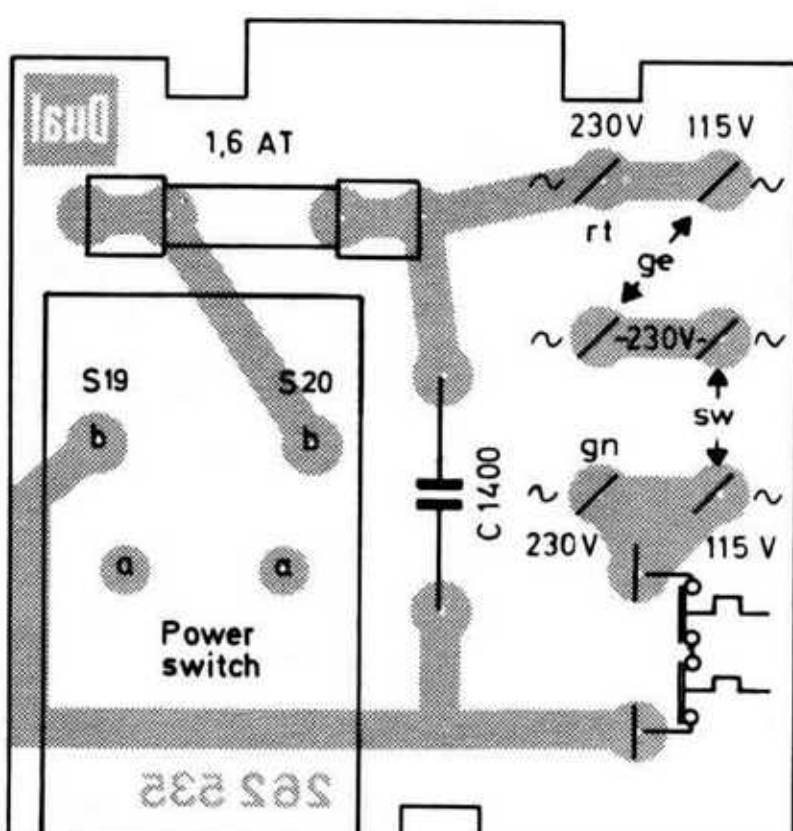 Dual
1,6 AT
230V 115V
~ ~
rt
ge
~ -230V- ~
S19 S20
sw
b b
gn
C 1400
~ ~
230V 115 V
a a
Power
switch
262 535